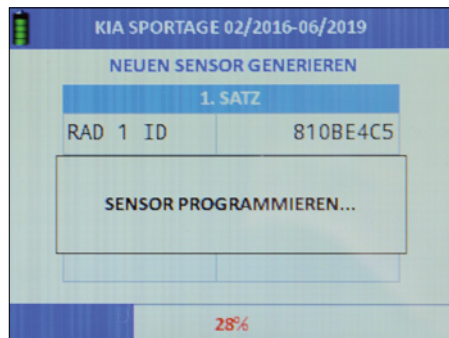 KIA SPORTAGE 02/2016-06/2019
NEUEN SENSOR GENERIEREN
1. SATZ
RAD 1 ID 810BE4C5
SENSOR PROGRAMMIEREN...
28%